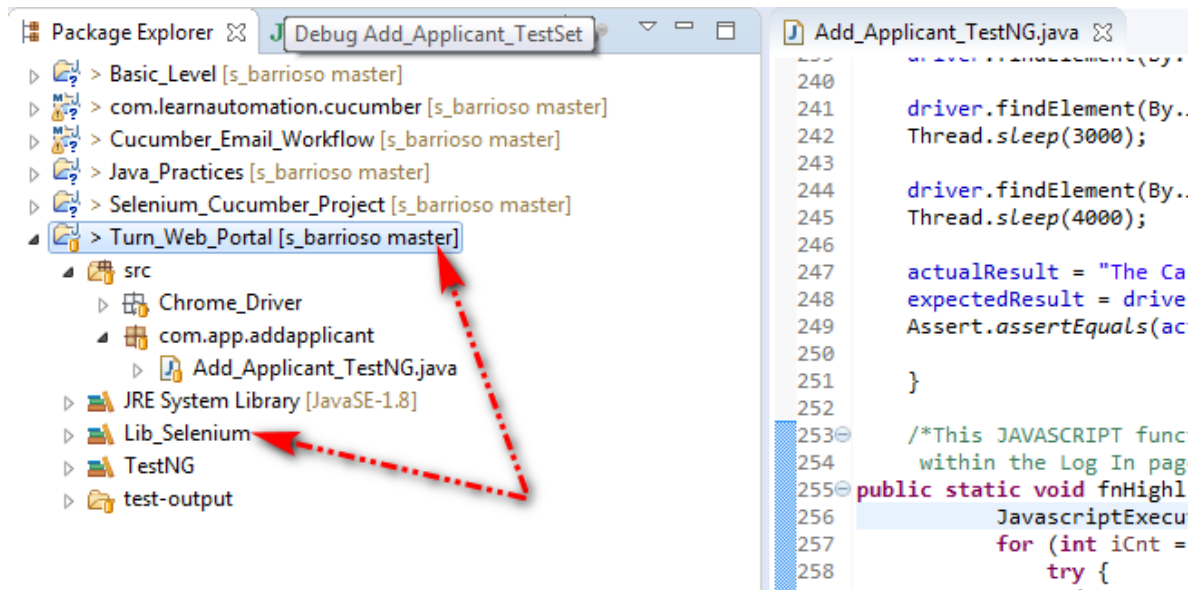 Package Explorer
J
Debug Add_Applicant_TestSet
> Basic_Level [s_barrioso master]
> com.learnautomation.cucumber [s_barrioso master]
> Cucumber_Email_Workflow [s_barrioso master]
> Java_Practices [s_barrioso master]
> Selenium_Cucumber_Project [s_barrioso master]
> Turn_Web_Portal [s_barrioso master]
src
Chrome_Driver
com.app.addapplicant
Add_Applicant_TestNG.java
JRE System Library [JavaSE-1.8]
Lib_Selenium
TestNG
test-output
Add_Applicant_TestNG.java
240
241 driver.findElement(By.
242 Thread.sleep(3000);
243
244 driver.findElement(By.
245 Thread.sleep(4000);
246
247 actualResult = "The Ca
248 expectedResult = drive
249 Assert.assertEquals(ac
250
251 }
252
253 /*This JAVASCRIPT func
254 within the Log In pag
255 public static void fnHighl
256 JavascriptExecu
257 for (int iCnt =
258 try {